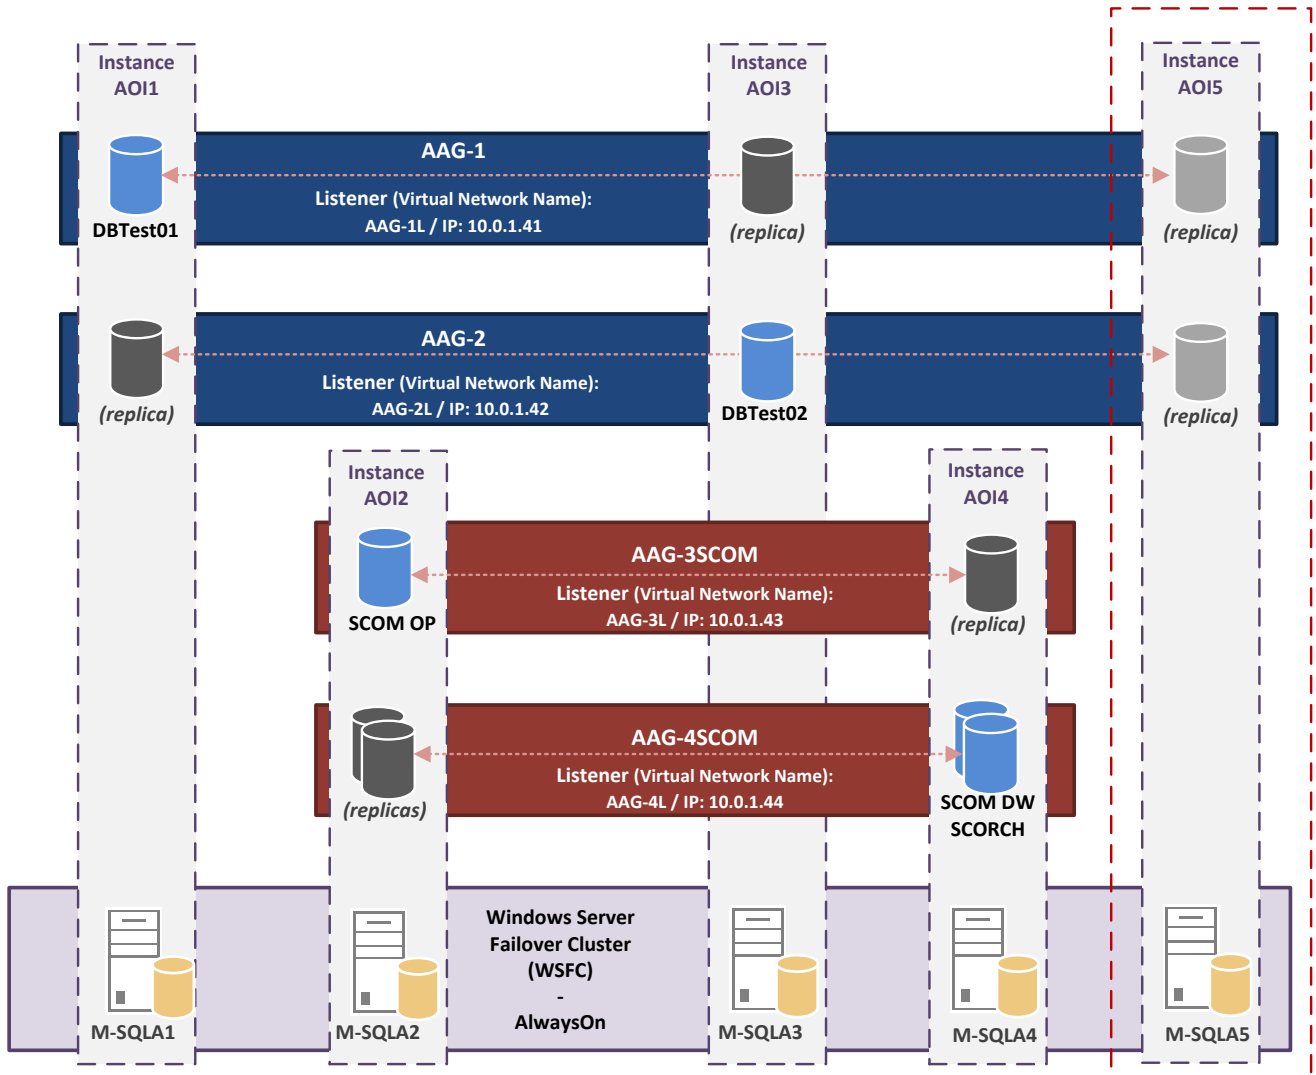 Instance
AOI1
Instance
AOI3
Instance
AOI5
AAG-1
Listener (Virtual Network Name):
AAG-1L / IP: 10.0.1.41
DBTest01
(replica)
(replica)
AAG-2
Listener (Virtual Network Name):
AAG-2L / IP: 10.0.1.42
(replica)
DBTest02
(replica)
Instance
AOI2
Instance
AOI4
AAG-3SCOM
Listener (Virtual Network Name):
AAG-3L / IP: 10.0.1.43
SCOM OP
(replica)
AAG-4SCOM
Listener (Virtual Network Name):
AAG-4L / IP: 10.0.1.44
(replicas)
SCOM DW
SCORCH
Windows Server
Failover Cluster
(WSFC)
-
AlwaysOn
M-SQLA1
M-SQLA2
M-SQLA3
M-SQLA4
M-SQLA5